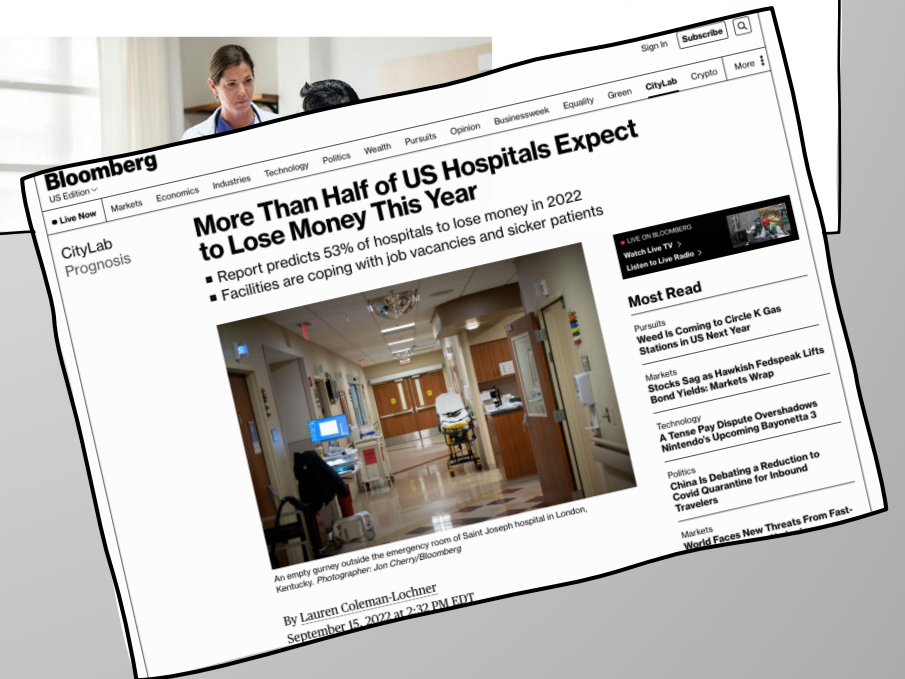 Sign In
Subscribe
Bloomberg
US Edition
Live Now
Markets
Economics
Industries
Technology
Politics
Wealth
Pursuits
Opinion
Businessweek
Equality
Green
CityLab
Crypto
More
CityLab
Prognosis
More Than Half of US Hospitals Expect
to Lose Money This Year
Report predicts 53% of hospitals to lose money in 2022
Facilities are coping with job vacancies and sicker patients
An empty gurney outside the emergency room of Saint Joseph hospital in London,
Kentucky. Photographer: Jon Cherry/Bloomberg
By Lauren Coleman-Lochner
September 15, 2022 at 2:32 PM EDT
LIVE ON BLOOMBERG
Watch Live TV
Listen to Live Radio
Most Read
Pursuits
Weed Is Coming to Circle K Gas
Stations in US Next Year
Markets
Stocks Sag as Hawkish Fedspeak Lifts
Bond Yields: Markets Wrap
Technology
A Tense Pay Dispute Overshadows
Nintendo's Upcoming Bayonetta 3
Politics
China Is Debating a Reduction to
Covid Quarantine for Inbound
Travelers
Markets
World Faces New Threats From Fast-